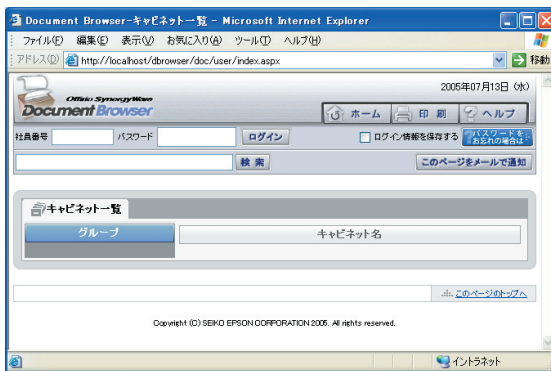 Document Browser-キャビネット一覧 - Microsoft Internet Explorer
ファイル(F) 編集(E) 表示(V) お気に入り(A) ツール(T) ヘルプ(H)
アドレス(D) http://localhost/dbrowser/doc/user/index.aspx 移動
2005年07月13日 (水)
Offirio SynergyWare
Document Browser
ホーム 印 刷 ヘルプ
社員番号 パスワード ログイン ログイン情報を保存する パスワードを
お忘れの場合は
検 索 このページをメールで通知
キャビネット一覧
グループ キャビネット名
このページのトップへ
Copyright (C) SEIKO EPSON CORPORATION 2005. All rights reserved.
イントラネット